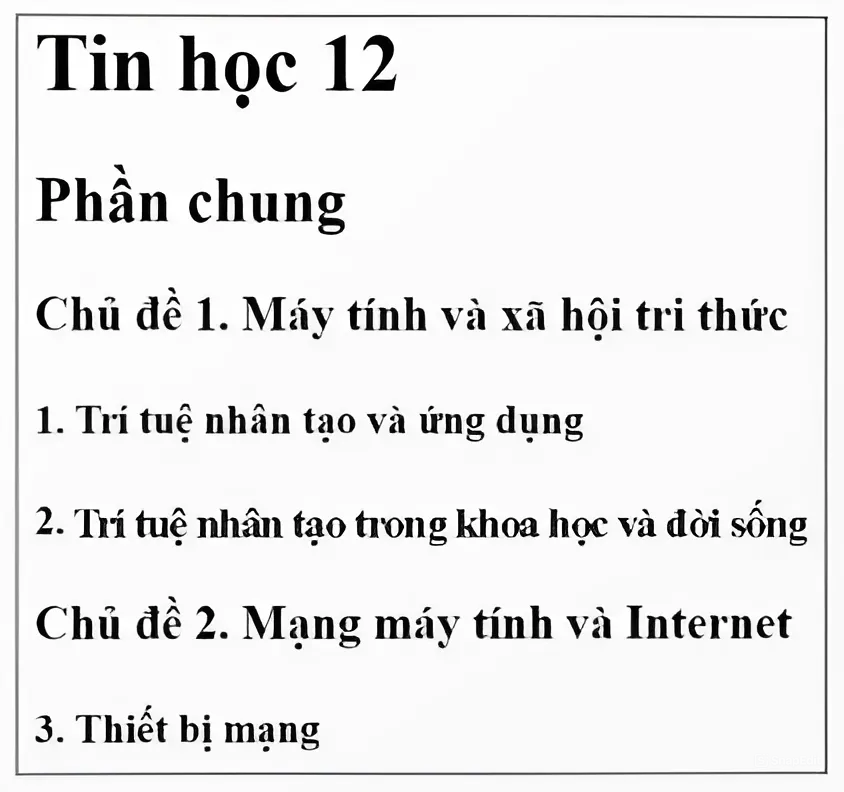 Tin học 12
Phần chung
Chủ đề 1. Máy tính và xã hội tri thức
1. Trí tuệ nhân tạo và ứng dụng
2. Trí tuệ nhân tạo trong khoa học và đời sống
Chủ đề 2. Mạng máy tính và Internet
3. Thiết bị mạng